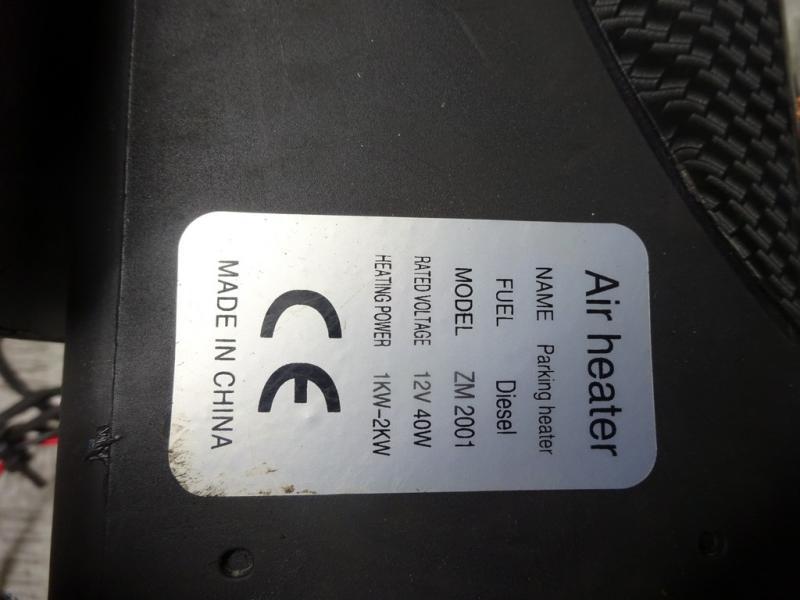 Air heater
NAME Parking heater
FUEL Diesel
MODEL ZM 2001
RATED VOLTAGE 12V 40W
HEATING POWER 1KW-2KW
CE
MADE IN CHINA